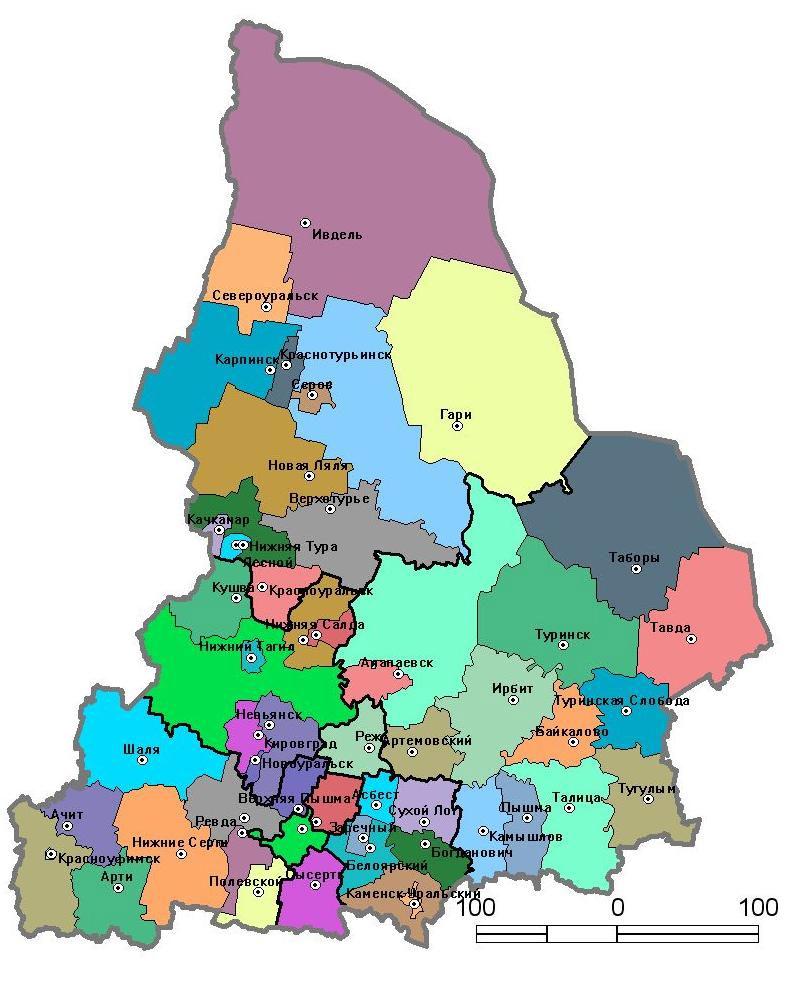 Ивдель
Североуральск
Карпинск
Краснотурьинск
Серов
Гари
Новая Ляля
Верхотурье
Качканар
Нижняя Тура
Лесной
Таборы
Кушва
Красноуральск
Нижняя Салда
Тавда
Туринск
Нижний Тагил
Алапаевск
Ирбит
Туринская Слобода
Невьянск
Байкалово
Реж
Артемовский
Кировград
Шаля
Новоуральск
Асбест
Тугулым
Верхняя Пышма
Талица
Сухой Лог
Пышма
Ачит
Ревда
Заречный
Камышлов
Нижние Серги
Красноуфимск
Богданович
Белоярский
Арти
Сысерть
Полевской
Каменск-Уральский
100 0 100